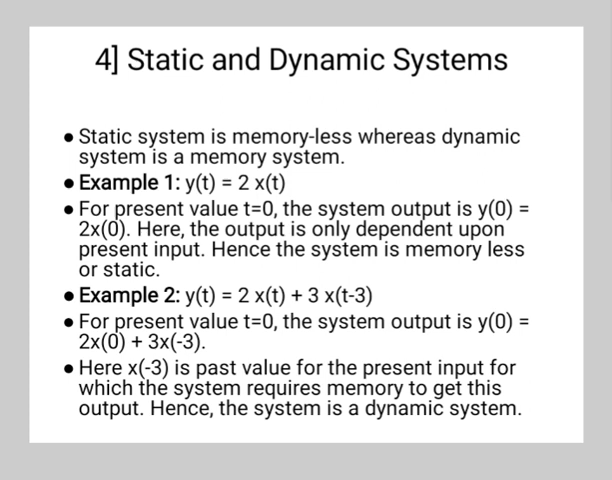 4] Static and Dynamic Systems
● Static system is memory-less whereas dynamic
system is a memory system.
● Example 1: y(t) = 2 x(t)
● For present value t=0, the system output is y(0) =
2x(0). Here, the output is only dependent upon
present input. Hence the system is memory less
or static.
● Example 2: y(t) = 2 x(t) + 3 x(t-3)
● For present value t=0, the system output is y(0) =
2x(0) + 3x(-3).
● Here x(-3) is past value for the present input for
which the system requires memory to get this
output. Hence, the system is a dynamic system.